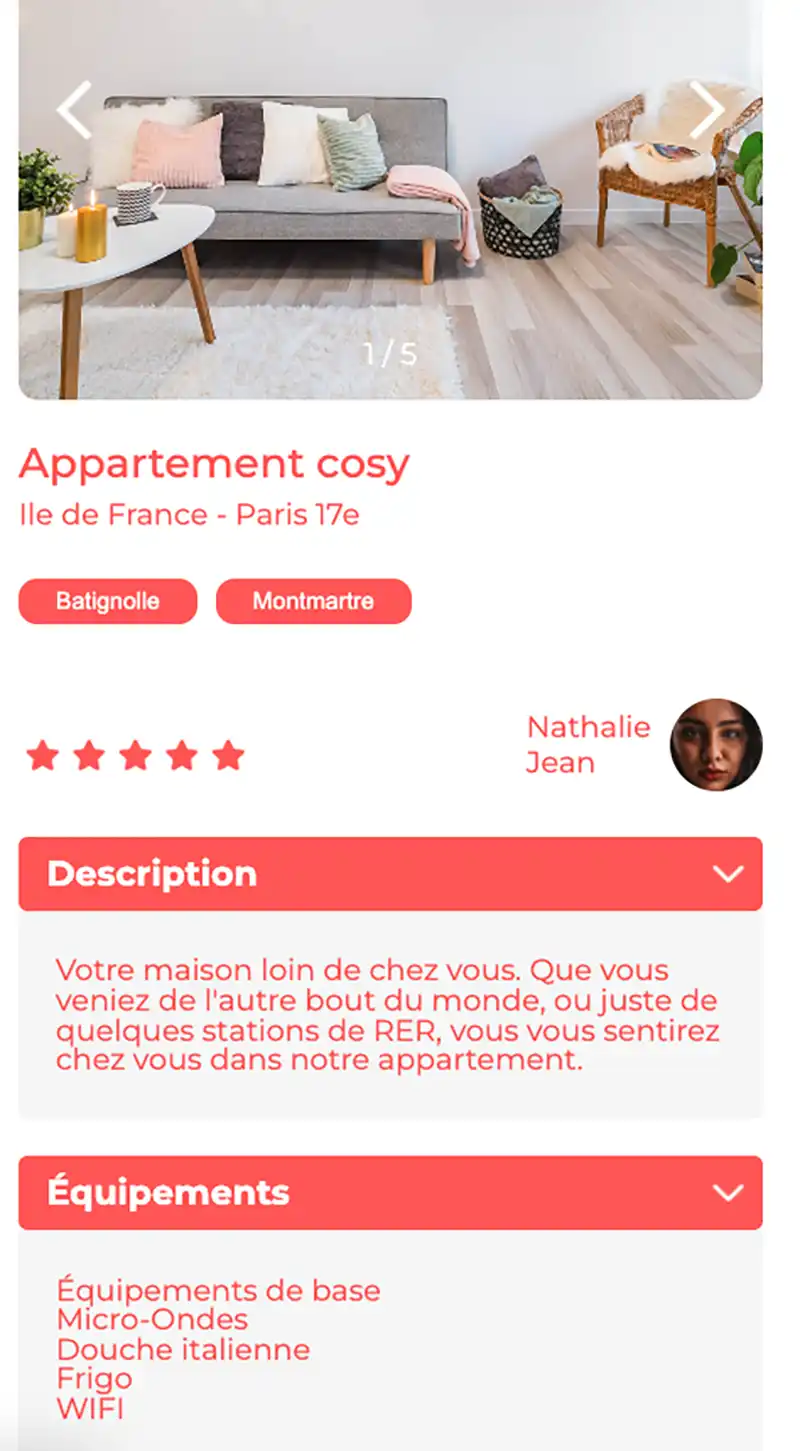 1 / 5
Appartement cosy
Ile de France - Paris 17e
Batignolle
Montmartre
Nathalie
Jean
Description
Votre maison loin de chez vous. Que vous
veniez de l'autre bout du monde, ou juste de
quelques stations de RER, vous vous sentirez
chez vous dans notre appartement.
Équipements
Équipements de base
Micro-Ondes
Douche italienne
Frigo
WIFI